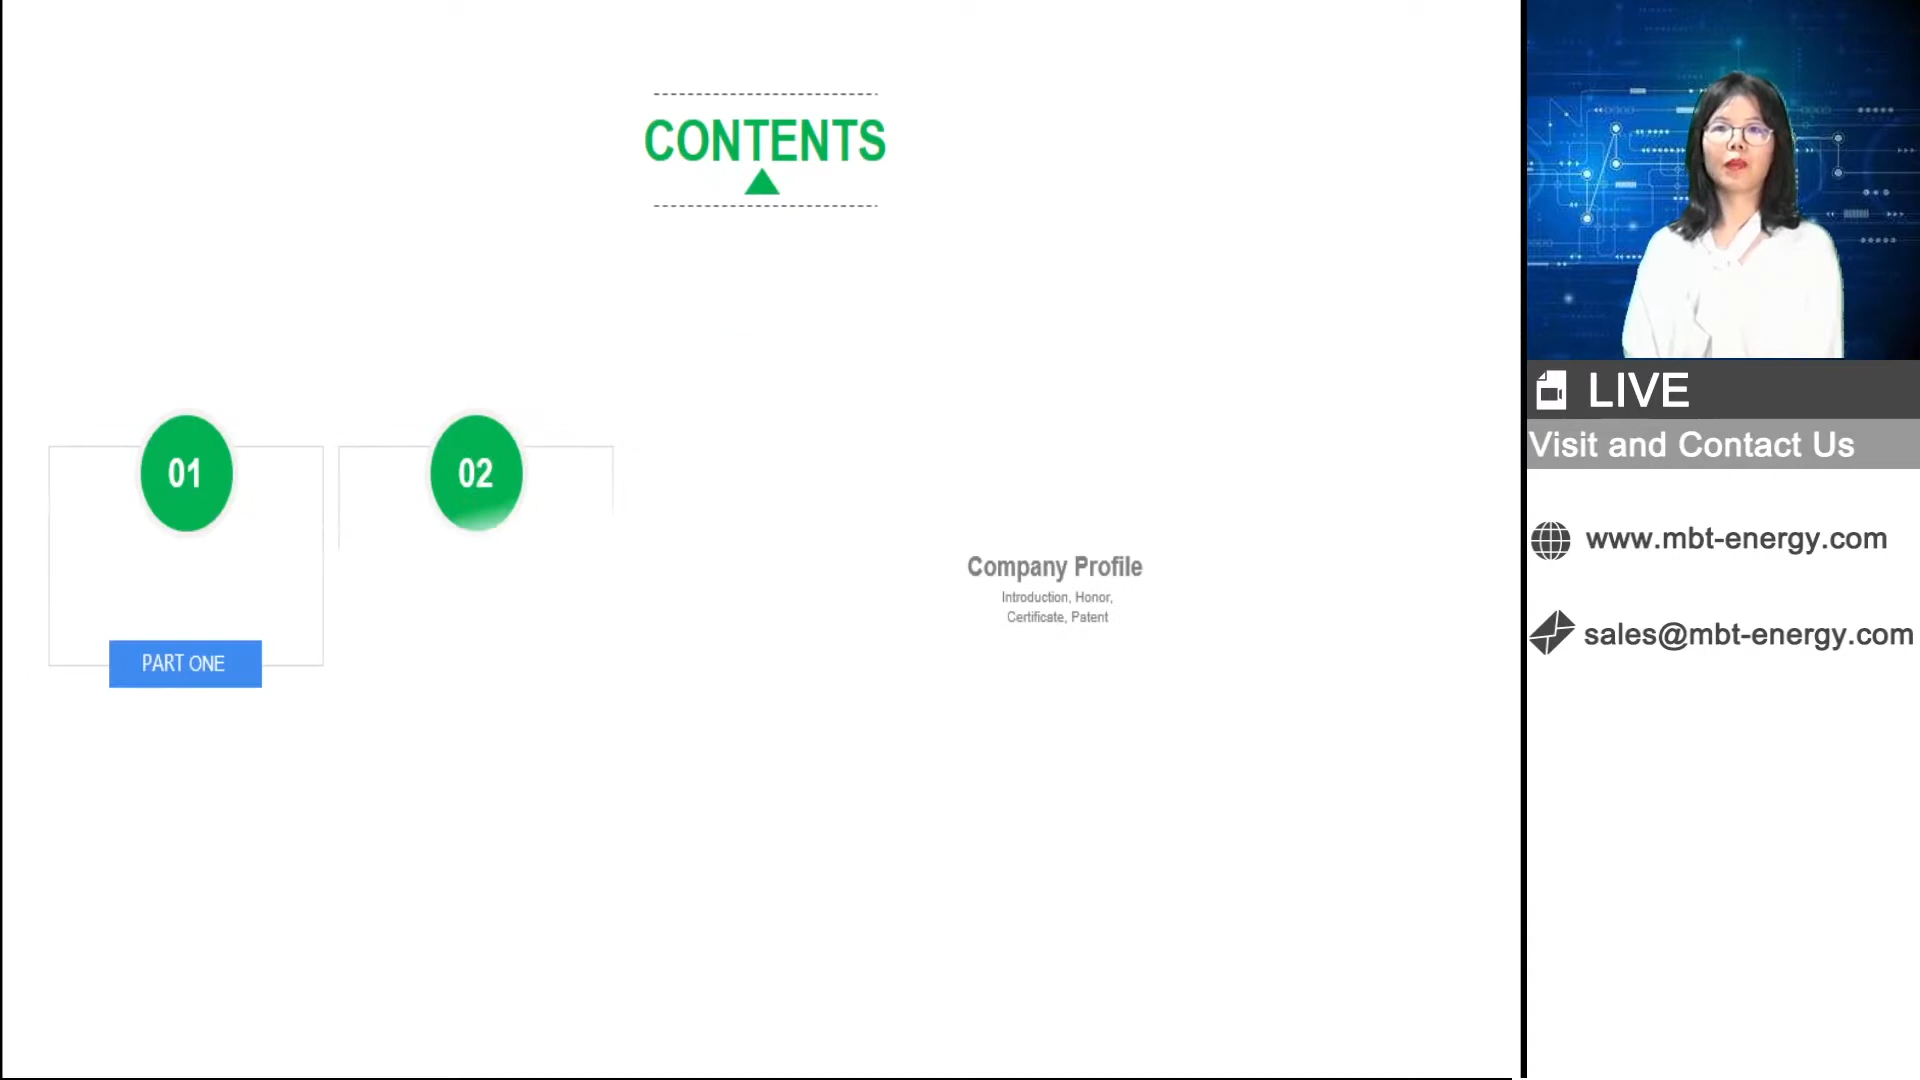 CONTENTS
01
02
Company Profile
Introduction, Honor,
Certificate, Patent
PART ONE
LIVE
Visit and Contact Us
www.mbt-energy.com
sales@mbt-energy.com